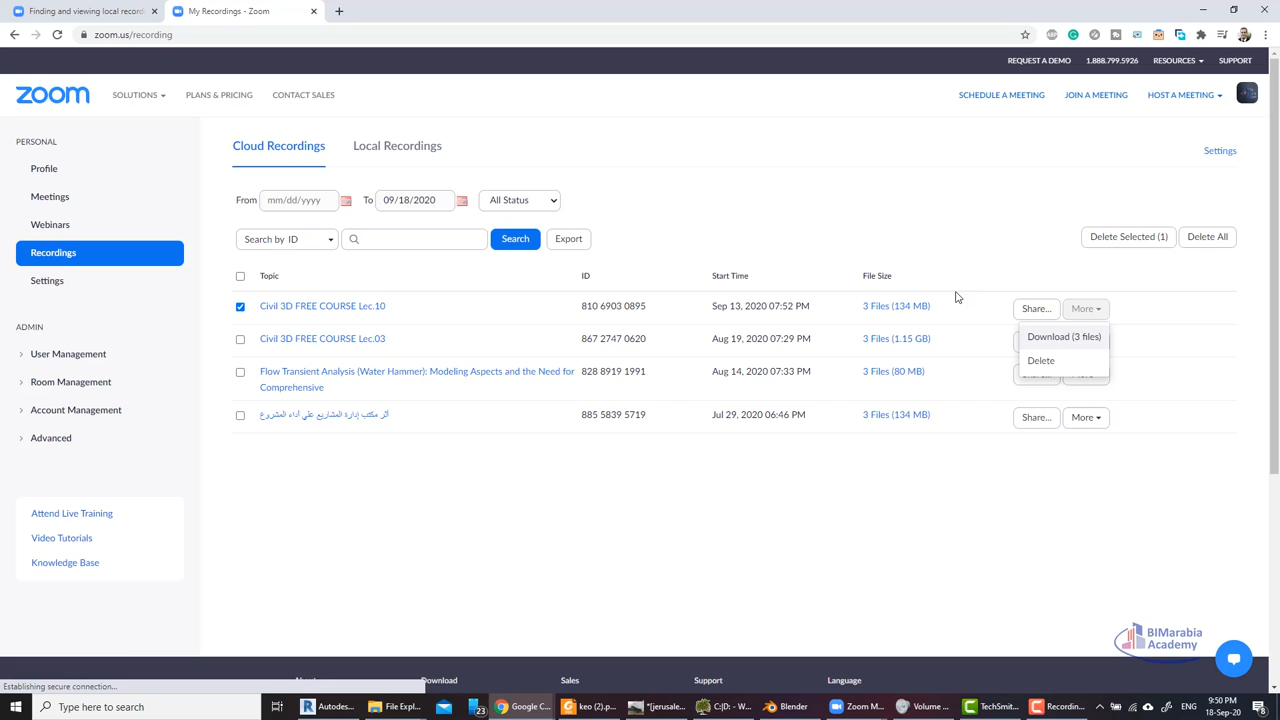 Finding and viewing local record
My Recordings - Zoom
zoom.us/recording
REQUEST A DEMO 1.888.799.5926 RESOURCES SUPPORT
zoom SOLUTIONS PLANS & PRICING CONTACT SALES SCHEDULE A MEETING JOIN A MEETING HOST A MEETING
PERSONAL
Profile
Meetings
Webinars
Recordings
Settings
ADMIN
User Management
Room Management
Account Management
Advanced
Attend Live Training
Video Tutorials
Knowledge Base
Cloud Recordings Local Recordings Settings
From mm/dd/yyyy To 09/18/2020 All Status
Search by ID Search Export Delete Selected (1) Delete All
Topic ID Start Time File Size
Civil 3D FREE COURSE Lec.10 810 6903 0895 Sep 13, 2020 07:52 PM 3 Files (134 MB) Share... More
Download (3 files)
Civil 3D FREE COURSE Lec.03 867 2747 0620 Aug 19, 2020 07:29 PM 3 Files (1.15 GB)
Delete
Flow Transient Analysis (Water Hammer): Modeling Aspects and the Need for 828 8919 1991 Aug 14, 2020 07:33 PM 3 Files (80 MB)
Comprehensive
أثر مكتب إدارة المشاريع علي أداء المشروع 885 5839 5719 Jul 29, 2020 06:46 PM 3 Files (134 MB) Share... More
BIMarabia
Academy
Download Sales Support Language
Establishing secure connection...
Type here to search
Autodes...
File Expl...
23
Google C...
keo (2).p...
*[jerusale...
C:\D: - W...
Blender
Zoom M...
Volume ...
TechSmit...
Recordin...
9:50 PM
18-Sep-20